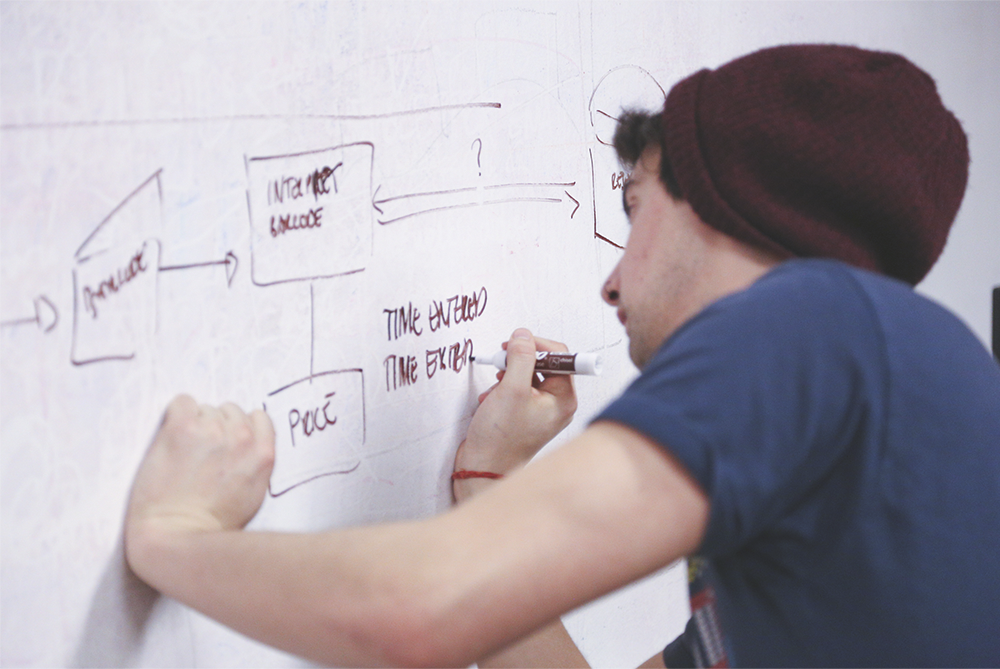 ?
INTERPRET
BARCODE
TIME ENTERED
TIME EXITED
PRICE